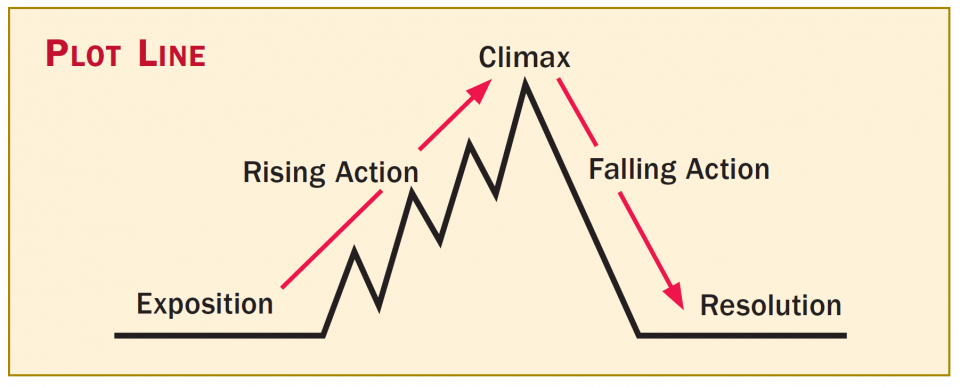 PLOT LINE
Climax
Rising Action
Falling Action
Exposition
Resolution